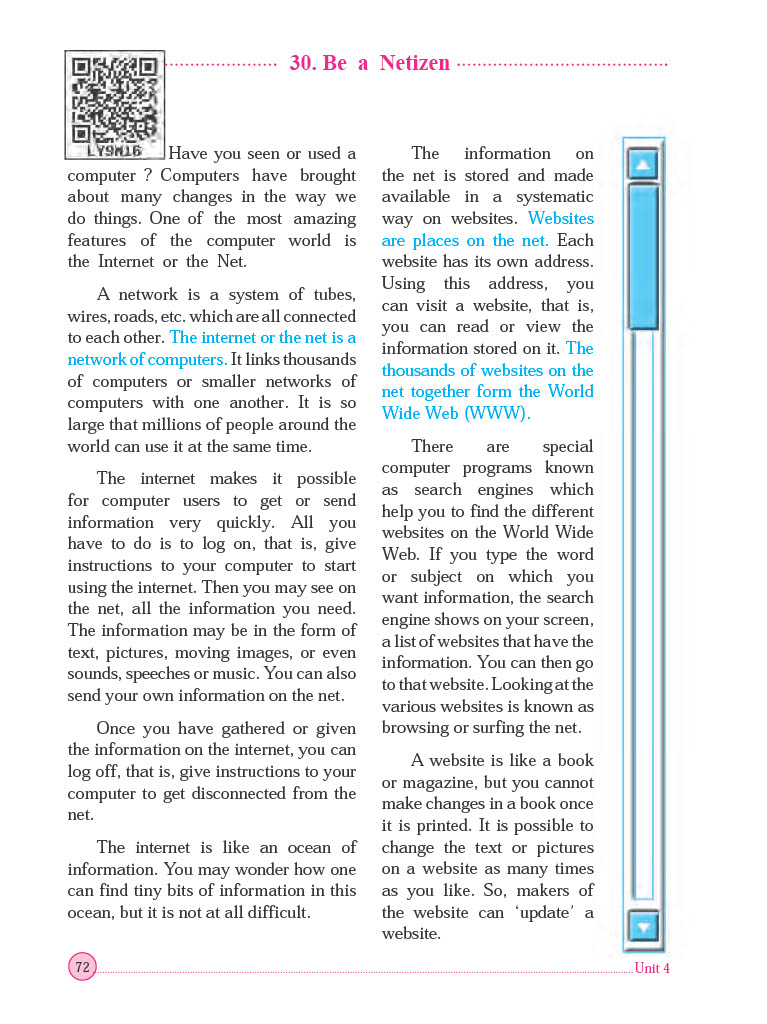 30. Be a Netizen
LY9M16
Have you seen or used a
computer ? Computers have brought
about many changes in the way we
do things. One of the most amazing
features of the computer world is
the Internet or the Net.
A network is a system of tubes,
wires, roads, etc. which are all connected
to each other. The internet or the net is a
network of computers. It links thousands
of computers or smaller networks of
computers with one another. It is so
large that millions of people around the
world can use it at the same time.
The internet makes it possible
for computer users to get or send
information very quickly. All you
have to do is to log on, that is, give
instructions to your computer to start
using the internet. Then you may see on
the net, all the information you need.
The information may be in the form of
text, pictures, moving images, or even
sounds, speeches or music. You can also
send your own information on the net.
Once you have gathered or given
the information on the internet, you can
log off, that is, give instructions to your
computer to get disconnected from the
net.
The internet is like an ocean of
information. You may wonder how one
can find tiny bits of information in this
ocean, but it is not at all difficult.
The information on
the net is stored and made
available in a systematic
way on websites. Websites
are places on the net. Each
website has its own address.
Using this address, you
can visit a website, that is,
you can read or view the
information stored on it. The
thousands of websites on the
net together form the World
Wide Web (WWW).
There are special
computer programs known
as search engines which
help you to find the different
websites on the World Wide
Web. If you type the word
or subject on which you
want information, the search
engine shows on your screen,
a list of websites that have the
information. You can then go
to that website. Looking at the
various websites is known as
browsing or surfing the net.
A website is like a book
or magazine, but you cannot
make changes in a book once
it is printed. It is possible to
change the text or pictures
on a website as many times
as you like. So, makers of
the website can ‘update’ a
website.
72
Unit 4